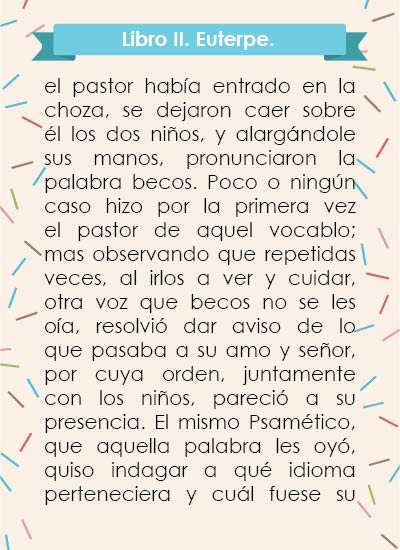 Libro II. Euterpe.
el pastor había entrado en la
choza, se dejaron caer sobre
él los dos niños, y alargándole
sus manos, pronunciaron la
palabra becos. Poco o ningún
caso hizo por la primera vez
el pastor de aquel vocablo;
mas observando que repetidas
veces, al irlos a ver y cuidar,
otra voz que becos no se les
oía, resolvió dar aviso de lo
que pasaba a su amo y señor,
por cuya orden, juntamente
con los niños, pareció a su
presencia. El mismo Psamético,
que aquella palabra les oyó,
quiso indagar a qué idioma
perteneciera y cuál fuese su